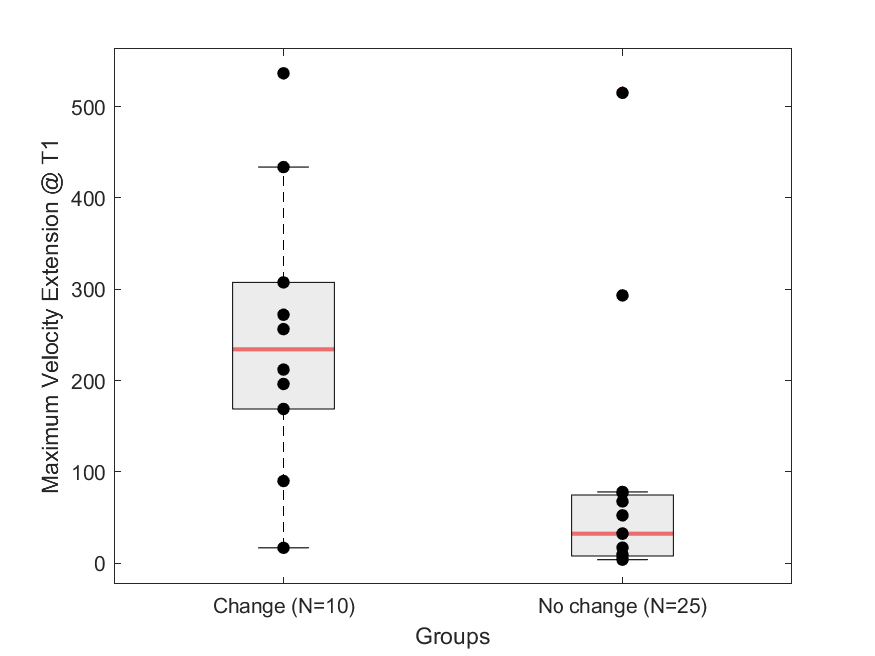 500
400
300
200
100
0
Maximum Velocity Extension @ T1
Change (N=10)
No change (N=25)
Groups